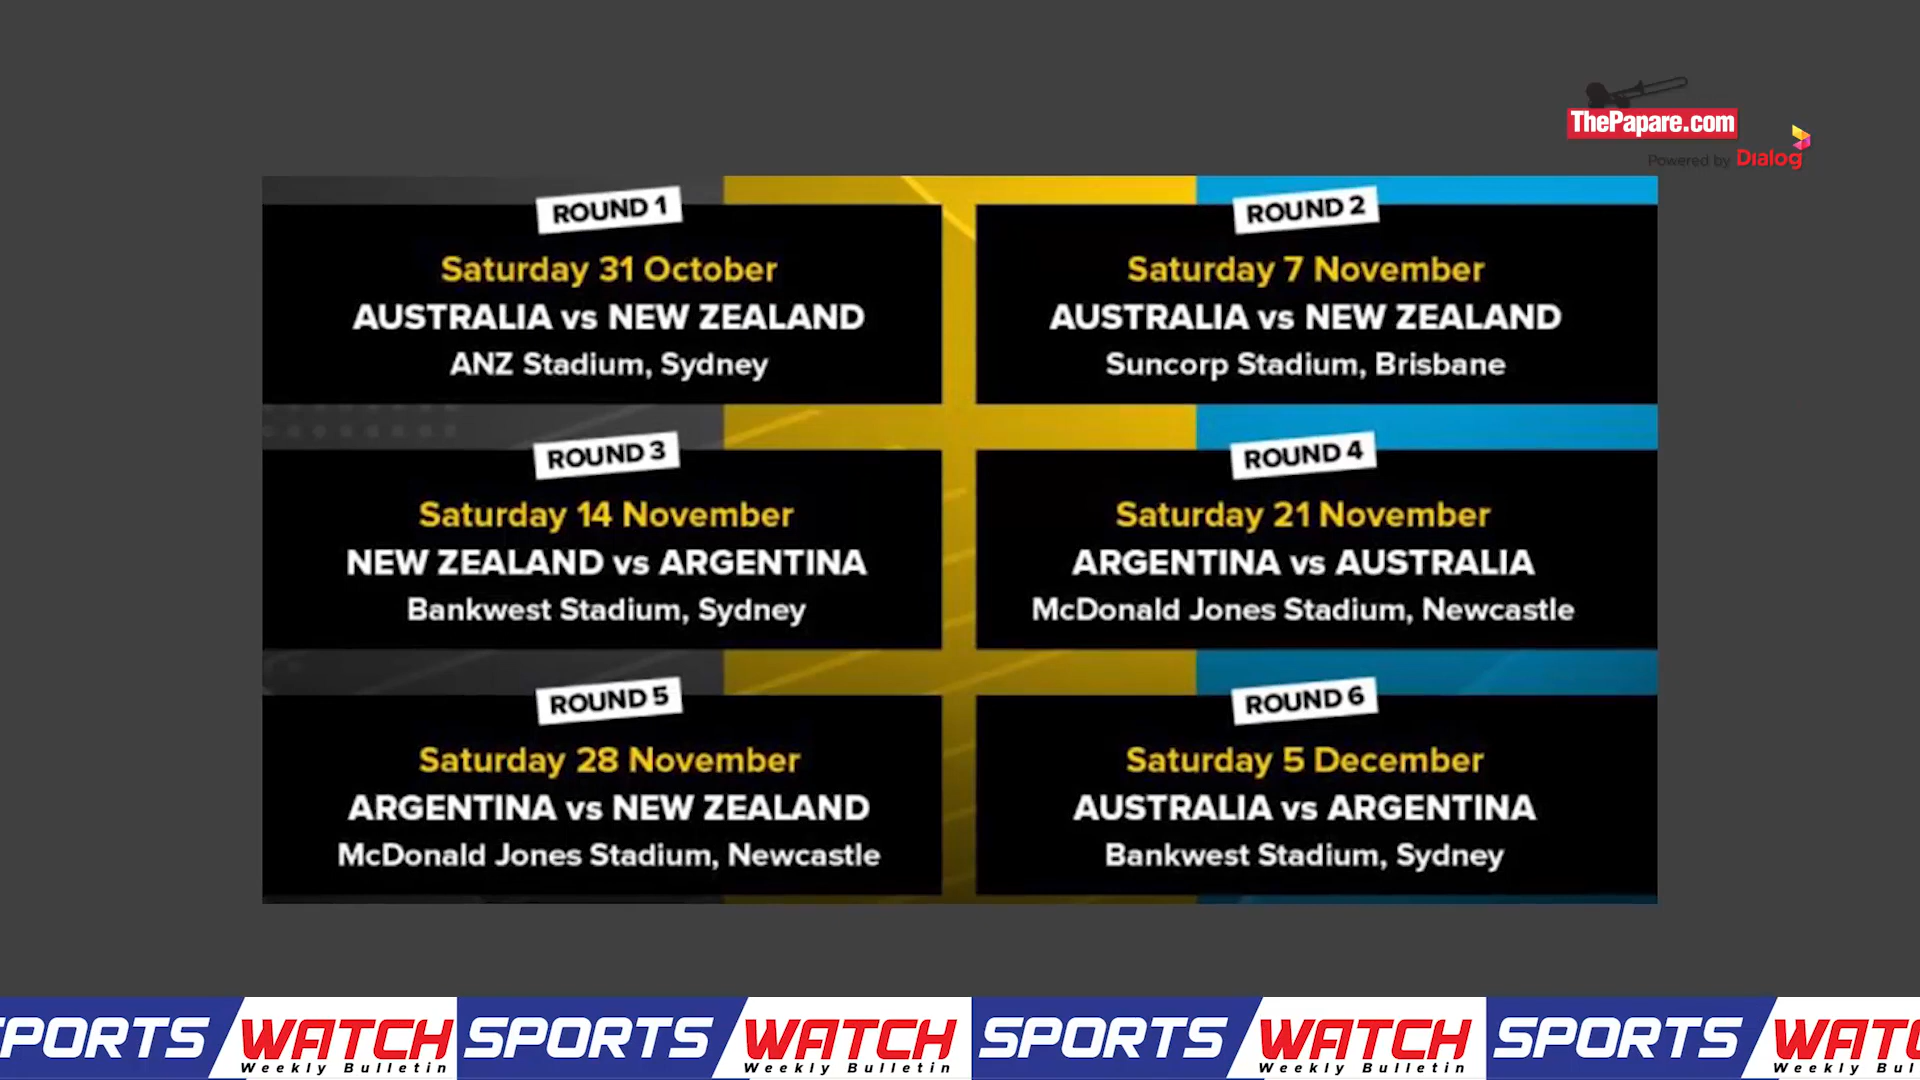 ThePapare.com
Powered by Dialog
ROUND 1
Saturday 31 October
AUSTRALIA vs NEW ZEALAND
ANZ Stadium, Sydney
ROUND 2
Saturday 7 November
AUSTRALIA vs NEW ZEALAND
Suncorp Stadium, Brisbane
ROUND 3
Saturday 14 November
NEW ZEALAND vs ARGENTINA
Bankwest Stadium, Sydney
ROUND 4
Saturday 21 November
ARGENTINA vs AUSTRALIA
McDonald Jones Stadium, Newcastle
ROUND 5
Saturday 28 November
ARGENTINA vs NEW ZEALAND
McDonald Jones Stadium, Newcastle
ROUND 6
Saturday 5 December
AUSTRALIA vs ARGENTINA
Bankwest Stadium, Sydney
PORTS WATCH SPORTS WATCH SPORTS WATCH SPORTS WATC
Weekly Bulletin Weekly Bulletin Weekly Bulletin Weekly Bul